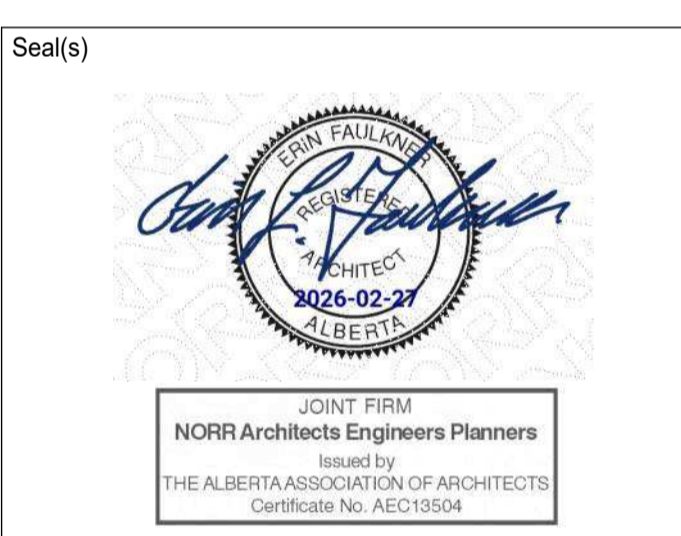 Seal(s)
ERIN FAULKNER
REGISTERED
ARCHITECT
2026-02-27
ALBERTA
JOINT FIRM
NORR Architects Engineers Planners
Issued by
THE ALBERTA ASSOCIATION OF ARCHITECTS
Certificate No. AEC13504